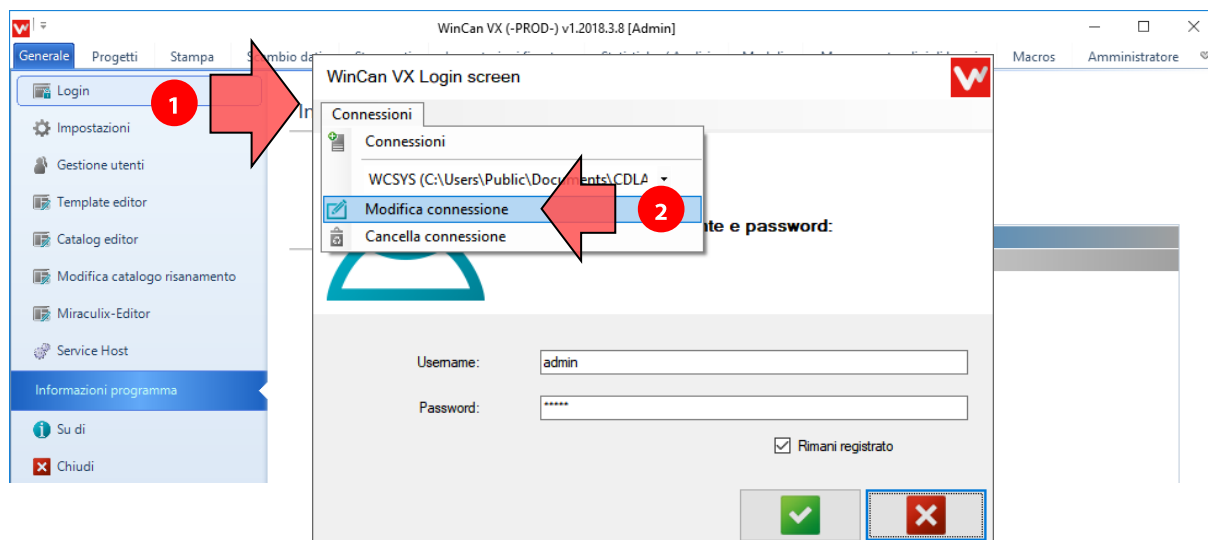 WinCan VX (-PROD-) v1.2018.3.8 [Admin]
Generale Progetti Stampa Macros Amministratore
WinCan VX Login screen
Login
1
Connessioni
Impostazioni
Connessioni
Gestione utenti
WCSYS (C:\Users\Public\Documents\CDLA
Template editor
Modifica connessione
2
Catalog editor
Cancella connessione
e password:
Modifica catalogo risanamento
Miraculix-Editor
Service Host
Username:
admin
Informazioni programma
Password:
*****
Su di
Rimani registrato
Chiudi